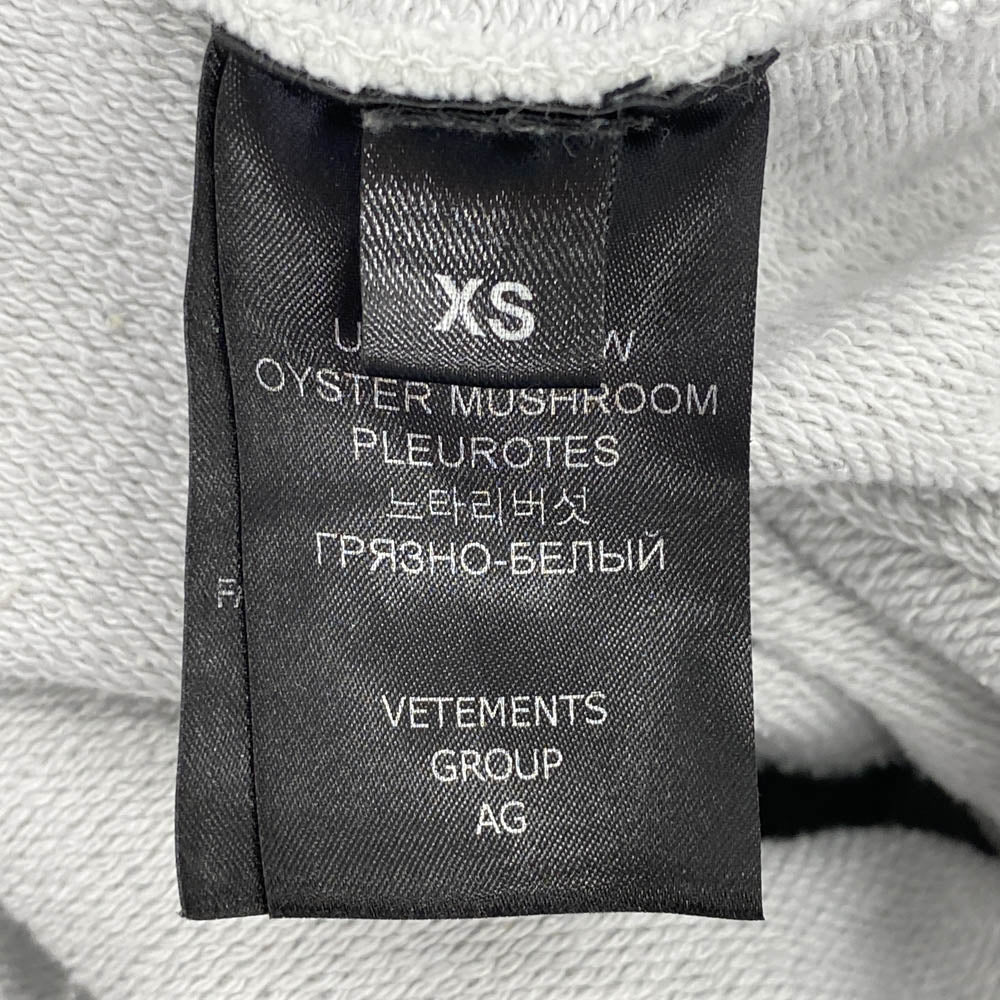 XS
OYSTER MUSHROOM
PLEUROTES
느타리버섯
ГРЯЗНО-БЕЛЫЙ
VETEMENTS
GROUP
AG